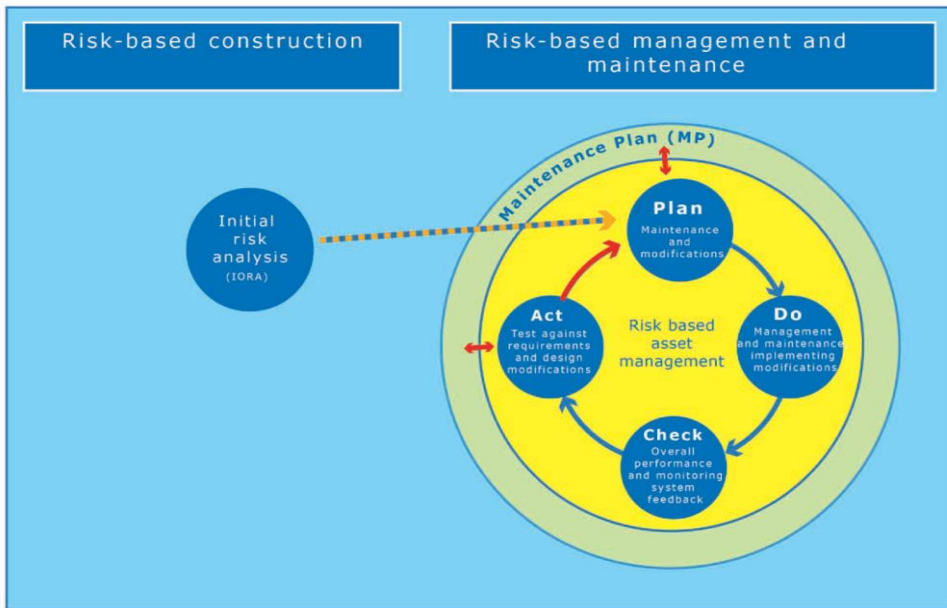 Risk-based construction
Risk-based management and
maintenance
Maintenance Plan (MP)
Initial
risk
analysis
(IORA)
Plan
Maintenance
and
modifications
Act
Test against
requirements
and design
modifications
Risk based
asset
management
Do
Management
and maintenance,
implementing
modifications
Check
Overall
performance
and monitoring
system
feedback